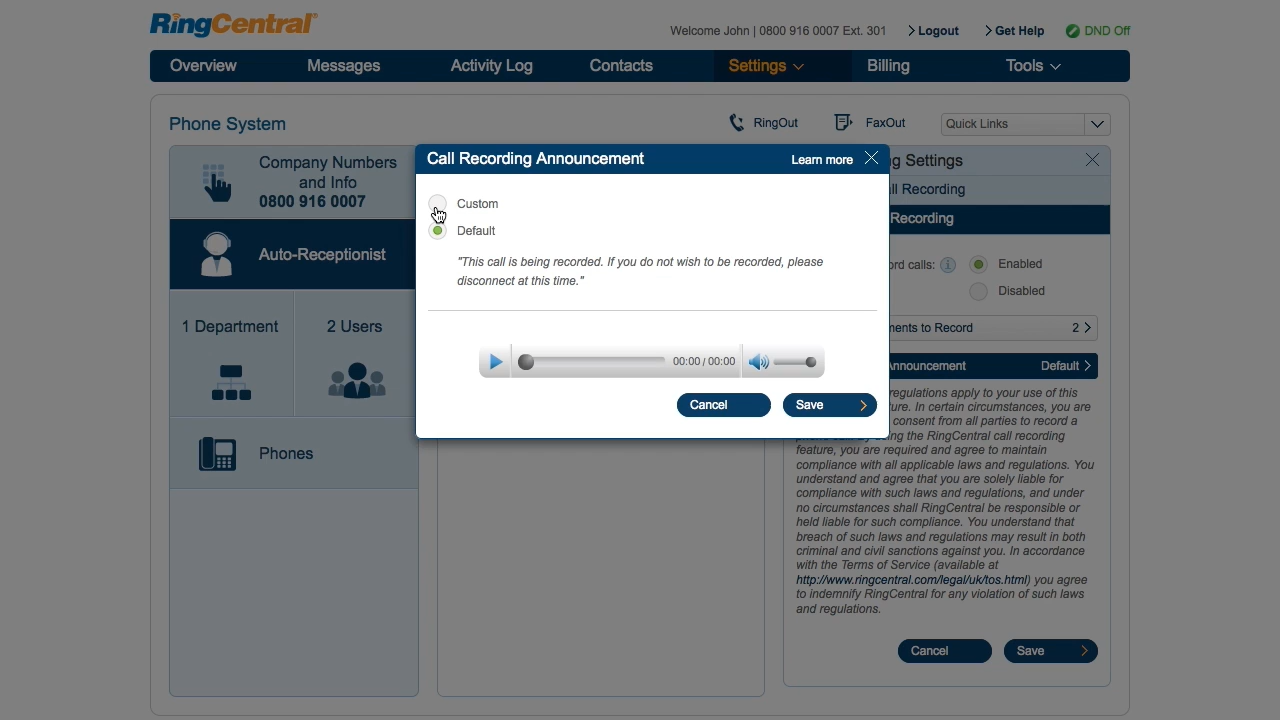 RingCentral
Welcome John | 0800 916 0007 Ext. 301
Logout
Get Help
DND Off
Overview
Messages
Activity Log
Contacts
Settings
Billing
Tools
Phone System
RingOut
FaxOut
Quick Links
Company Numbers
and Info
0800 916 0007
Auto-Receptionist
1 Department
2 Users
Phones
Call Recording Announcement
Learn more
Custom
Default
"This call is being recorded. If you do not wish to be recorded, please
disconnect at this time."
00:00 / 00:00
Cancel
Save
Settings
Recording
Recording
calls:
Enabled
Disabled
to Record
2
Announcement
Default
regulations apply to your use of this
In certain circumstances, you are
consent from all parties to record a
the RingCentral call recording
feature, you are required and agree to maintain
compliance with all applicable laws and regulations. You
understand and agree that you are solely liable for
compliance with such laws and regulations, and under
no circumstances shall RingCentral be responsible or
held liable for such compliance. You understand that
breach of such laws and regulations may result in both
criminal and civil sanctions against you. In accordance
with the Terms of Service (available at
http://www.ringcentral.com/legal/uk/tos.html) you agree
to indemnify RingCentral for any violation of such laws
and regulations.
Cancel
Save